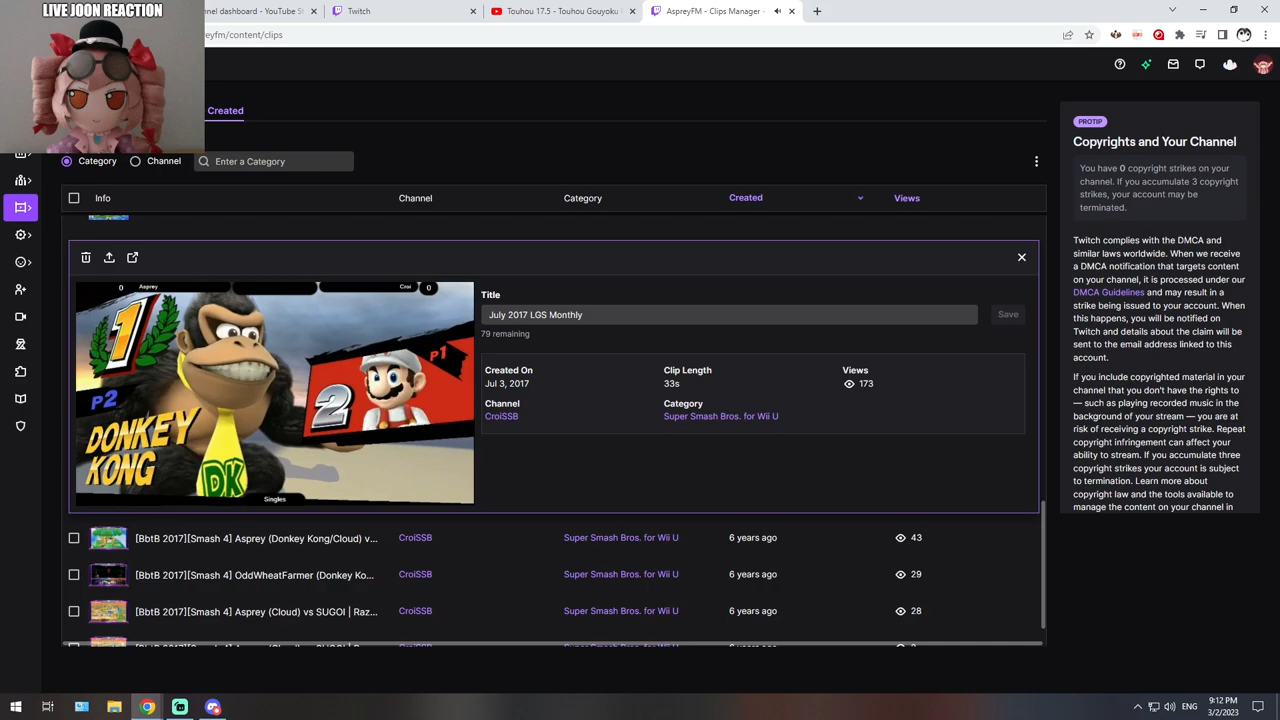 LIVE JOON REACTION
nnel dashboard - YouTube St
Twitch
Touhou 17.5 - Touhou Gouyoku
AspreyFM - Clips Manager -
eyfm/content/clips
Created
Category
Channel
Enter a Category
Info
Channel
Category
Created
Views
0
Asprey
Croi
0
1
P2
DONKEY
KONG
DK
2
P1
Singles
Title
July 2017 LGS Monthly
Save
79 remaining
Created On
Jul 3, 2017
Clip Length
33s
Views
173
Channel
CroiSSB
Category
Super Smash Bros. for Wii U
[BbtB 2017][Smash 4] Asprey (Donkey Kong/Cloud) v...
CroiSSB
Super Smash Bros. for Wii U
6 years ago
43
[BbtB 2017][Smash 4] OddWheatFarmer (Donkey Ko...
CroiSSB
Super Smash Bros. for Wii U
6 years ago
29
[BbtB 2017][Smash 4] Asprey (Cloud) vs SUGOI | Raz...
CroiSSB
Super Smash Bros. for Wii U
6 years ago
28
PROTIP
Copyrights and Your Channel
You have 0 copyright strikes on
your channel. If you accumulate 3 copyright
strikes, your account may be
terminated.
Twitch complies with the DMCA and
similar laws worldwide. When we receive
a DMCA notification that targets content
on your channel, it is processed under our
DMCA Guidelines and may result in a
strike being issued to your account. When
this happens, you will be notified on
Twitch and details about the claim will be
sent to the email address linked to this
account.
If you include copyrighted material in your
channel that you don't have the rights to
— such as playing recorded music in the
background of your stream — you are at
risk of receiving a copyright strike. Repeat
copyright infringement can affect your
ability to stream. If you accumulate three
copyright strikes your account is subject
to termination. Learn more about
copyright law and the tools available to
manage the content on your channel in
ENG
9:12 PM
3/2/2023